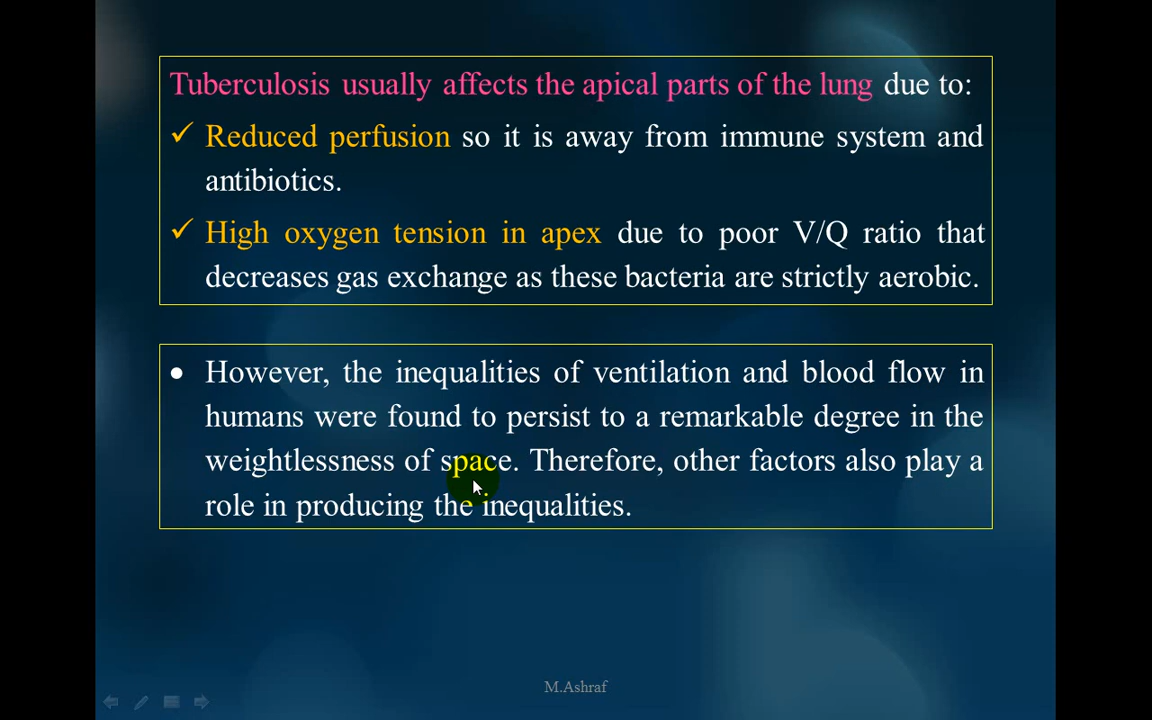 Tuberculosis usually affects the apical parts of the lung due to:
✓ Reduced perfusion so it is away from immune system and
antibiotics.
✓ High oxygen tension in apex due to poor V/Q ratio that
decreases gas exchange as these bacteria are strictly aerobic.
• However, the inequalities of ventilation and blood flow in
humans were found to persist to a remarkable degree in the
weightlessness of space. Therefore, other factors also play a
role in producing the inequalities.
M.Ashraf